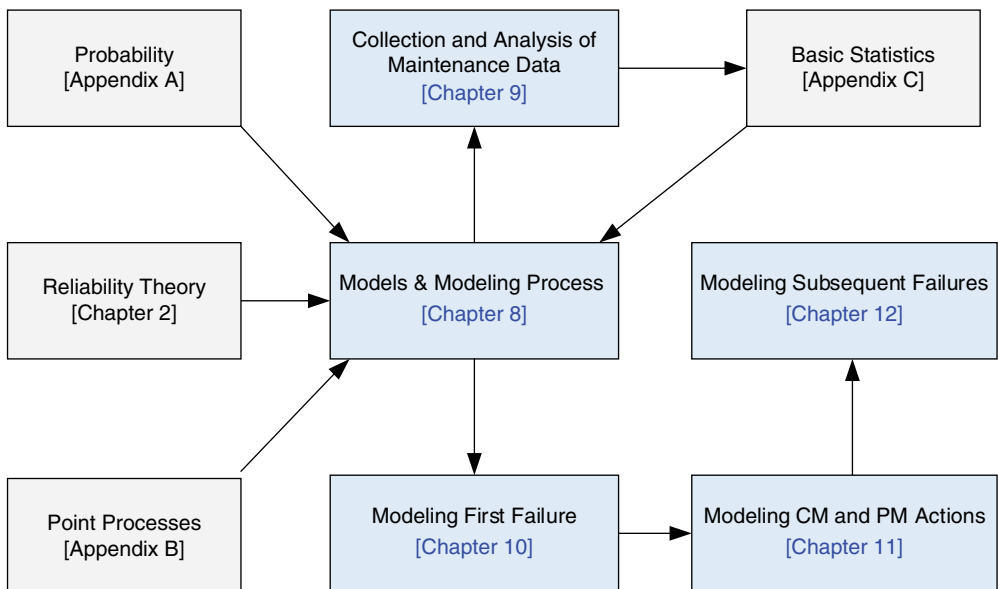 Probability
[Appendix A]
Collection and Analysis of
Maintenance Data
[Chapter 9]
Basic Statistics
[Appendix C]
Reliability Theory
[Chapter 2]
Models & Modeling Process
[Chapter 8]
Modeling Subsequent Failures
[Chapter 12]
Point Processes
[Appendix B]
Modeling First Failure
[Chapter 10]
Modeling CM and PM Actions
[Chapter 11]